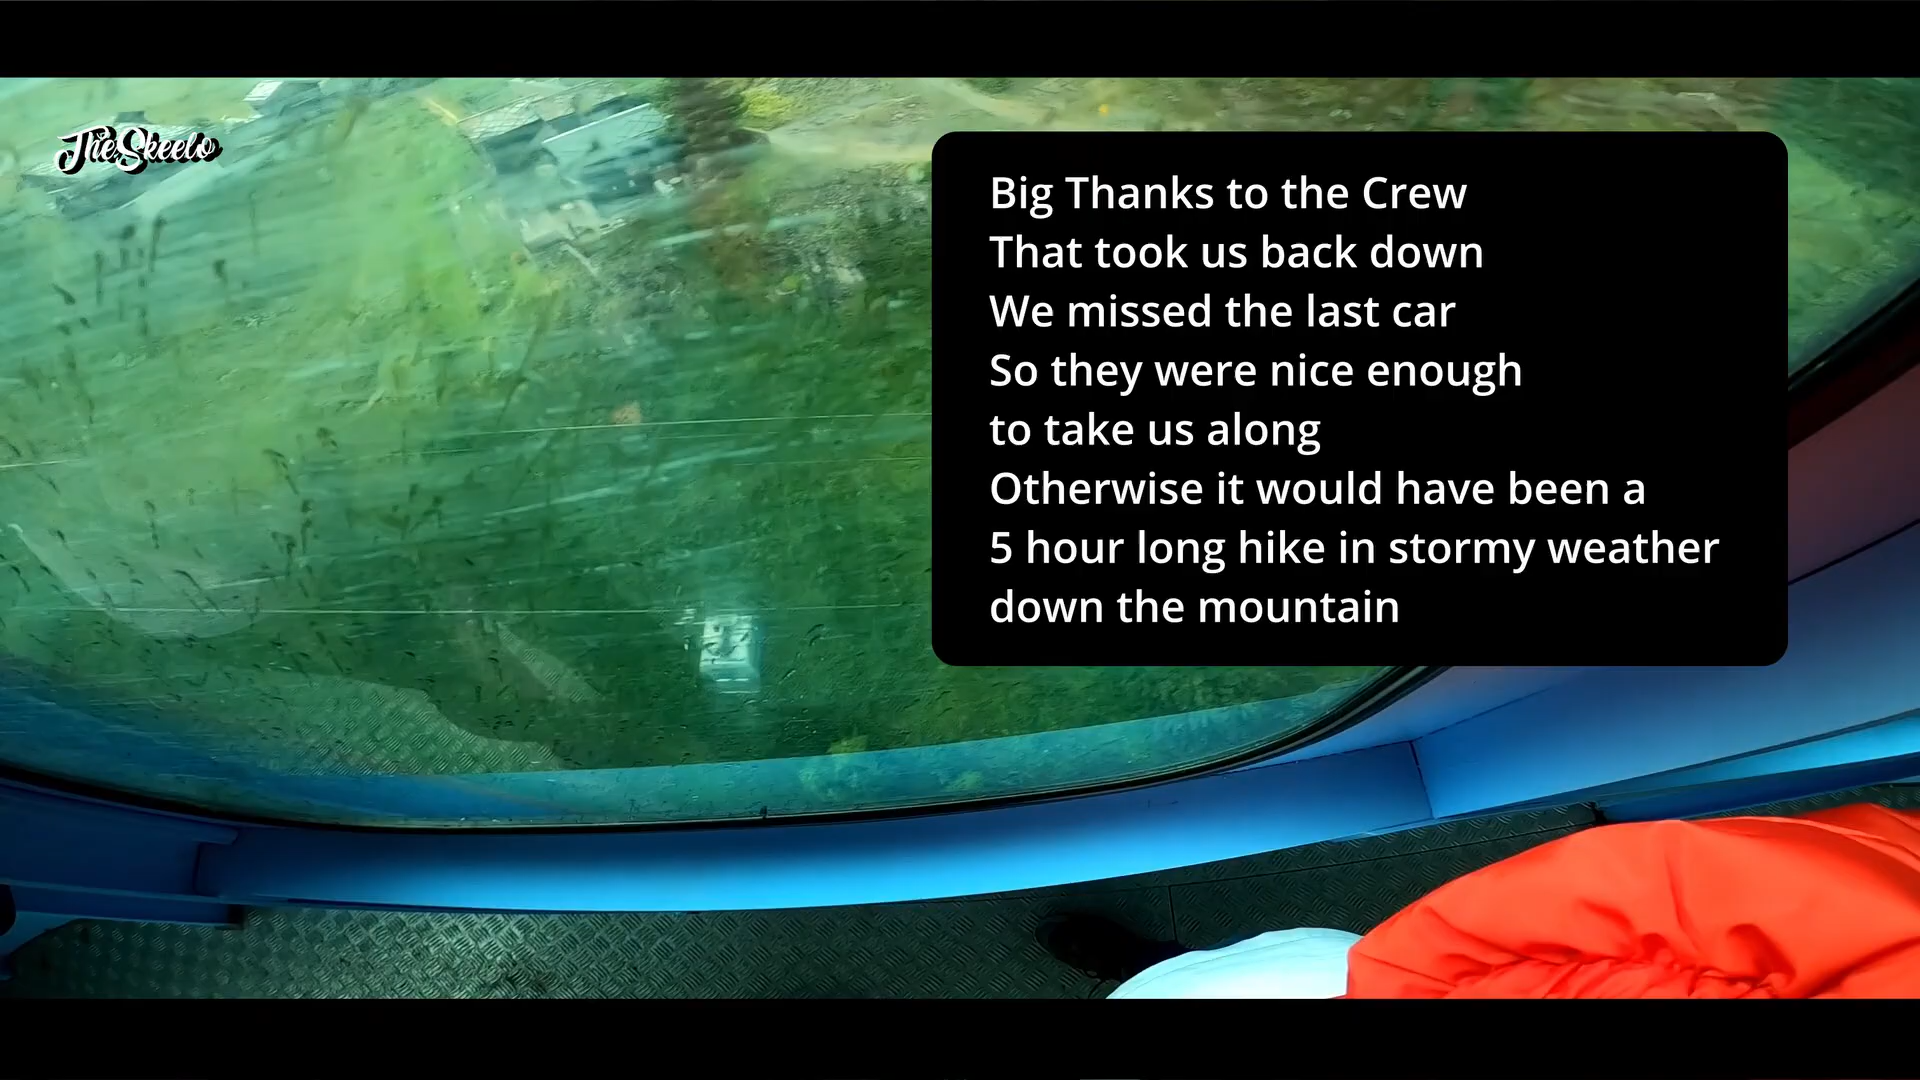 TheSkeelo
Big Thanks to the Crew
That took us back down
We missed the last car
So they were nice enough
to take us along
Otherwise it would have been a
5 hour long hike in stormy weather
down the mountain